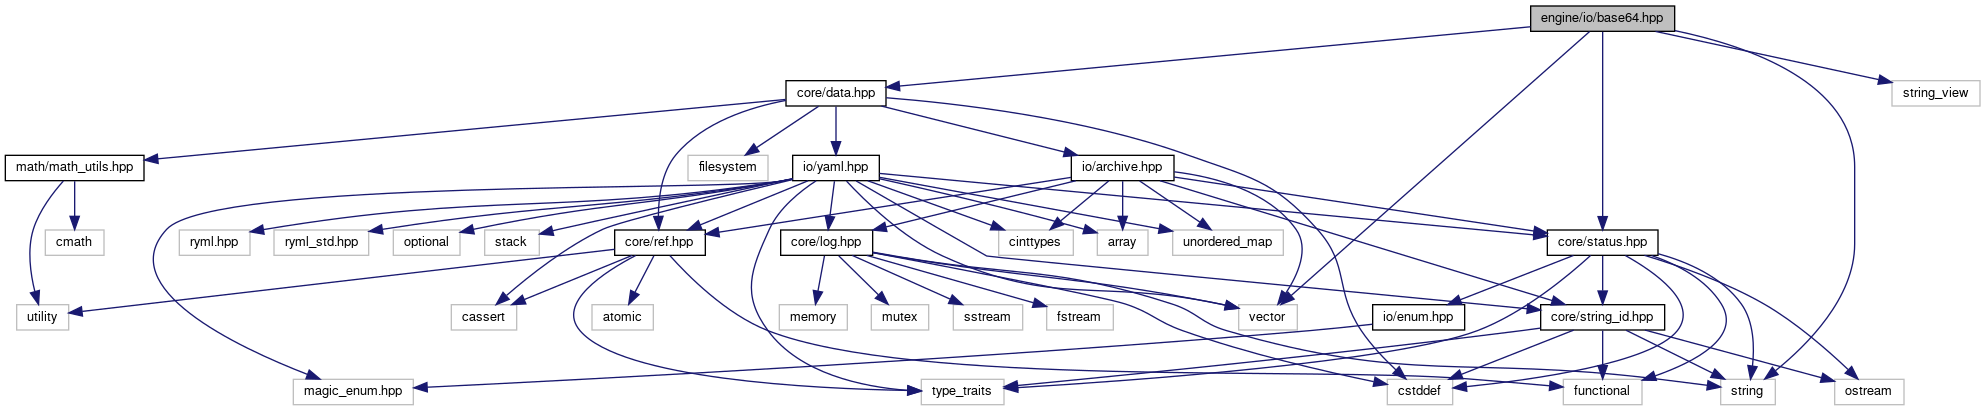 engine/io/base64.hpp
core/data.hpp
string_view
math/math_utils.hpp
filesystem
io/yaml.hpp
io/archive.hpp
cmath
ryml.hpp
ryml_std.hpp
optional
stack
core/ref.hpp
core/log.hpp
cinttypes
array
unordered_map
core/status.hpp
utility
cassert
atomic
memory
mutex
sstream
fstream
vector
io/enum.hpp
core/string_id.hpp
magic_enum.hpp
type_traits
cstddef
functional
string
ostream